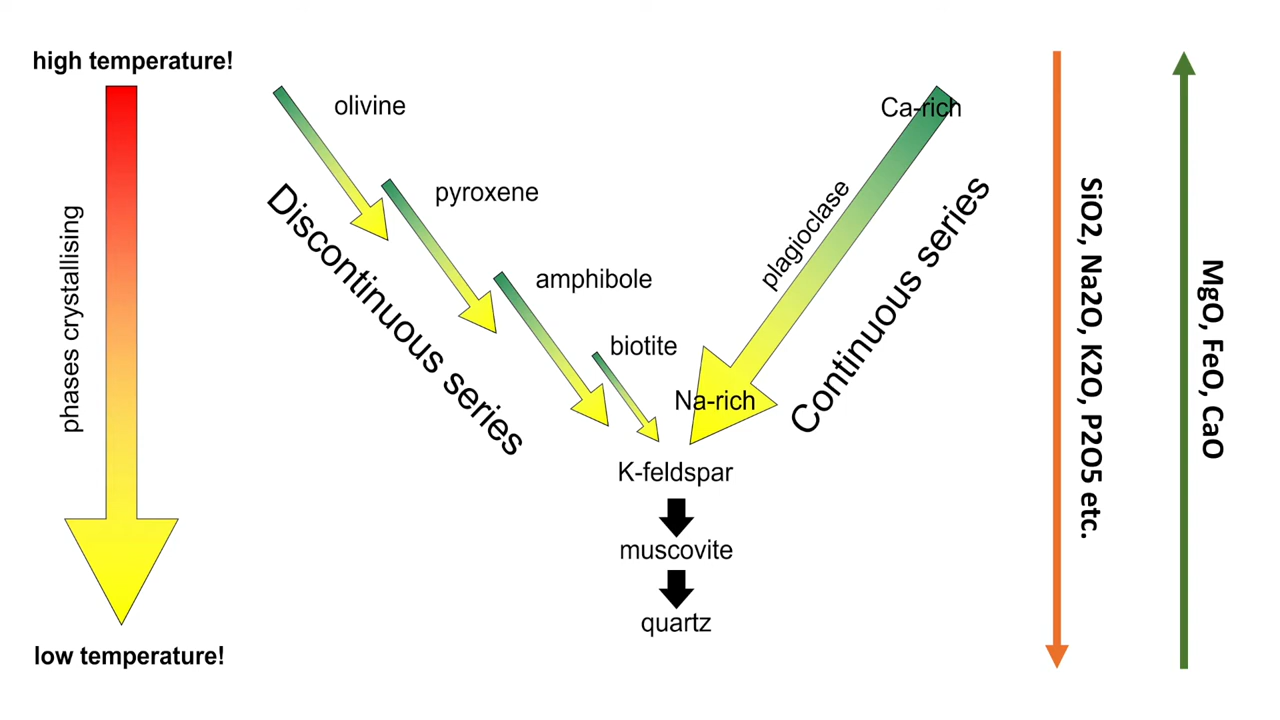 high temperature!
phases crystallising
low temperature!
olivine
pyroxene
amphibole
biotite
Discontinuous series
Ca-rich
plagioclase
Na-rich
Continuous series
K-feldspar
muscovite
quartz
SiO2, Na2O, K2O, P2O5 etc.
MgO, FeO, CaO